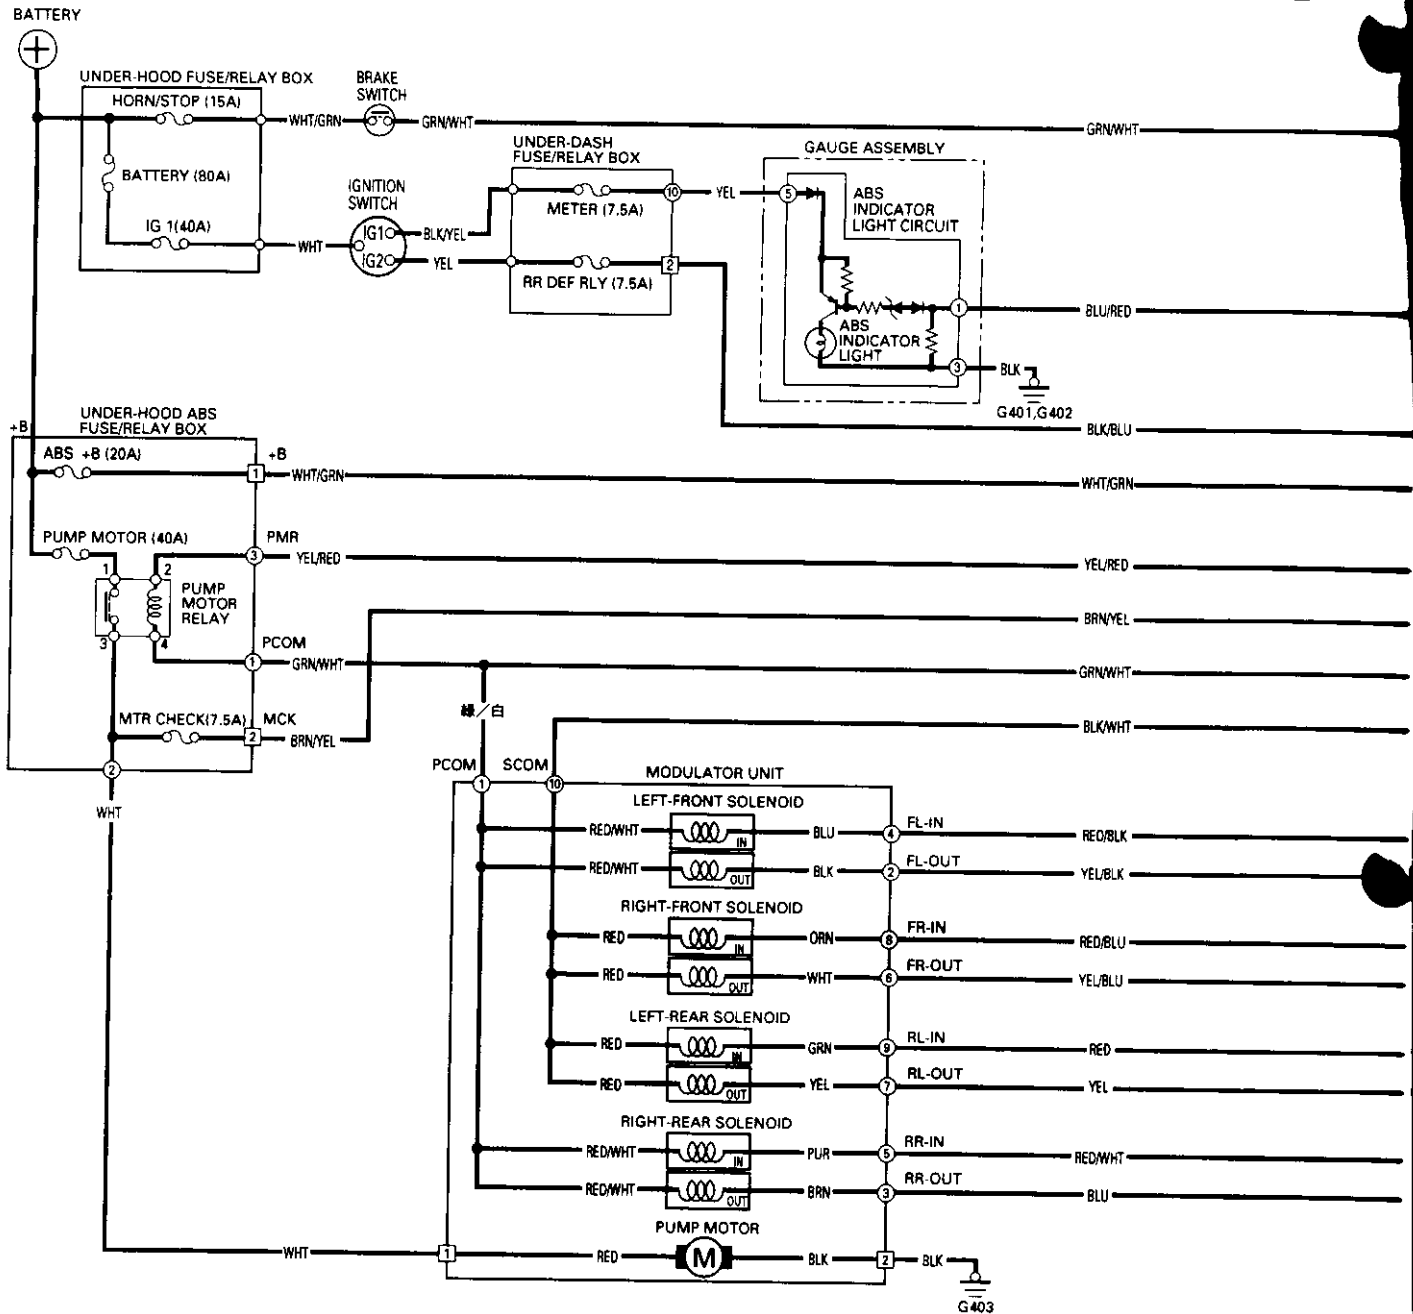 BATTERY
UNDER-HOOD FUSE/RELAY BOX
BRAKE
SWITCH
HORN/STOP (15A)
WHT/GRN
GRN/WHT
GRN/WHT
UNDER-DASH
FUSE/RELAY BOX
GAUGE ASSEMBLY
BATTERY (80A)
IGNITION
SWITCH
10
YEL
5
ABS
INDICATOR
LIGHT CIRCUIT
METER (7.5A)
IG 1(40A)
IG1
BLK/YEL
WHT
IG2
YEL
2
RR DEF RLY (7.5A)
1
BLU/RED
ABS
INDICATOR
LIGHT
3
BLK
G401,G402
BLK/BLU
UNDER-HOOD ABS
FUSE/RELAY BOX
+B
ABS +B (20A)
+B
1
WHT/GRN
WHT/GRN
PUMP MOTOR (40A)
PMR
3
YEL/RED
YEL/RED
1
2
PUMP
MOTOR
RELAY
BRN/YEL
3
4
PCOM
1
GRN/WHT
GRN/WHT
緑/白
MTR CHECK(7.5A)
MCK
2
BRN/YEL
BLK/WHT
2
PCOM
SCOM
MODULATOR UNIT
1
10
WHT
LEFT-FRONT SOLENOID
RED/WHT
IN
BLU
4
FL-IN
RED/BLK
RED/WHT
OUT
BLK
2
FL-OUT
YEL/BLK
RIGHT-FRONT SOLENOID
RED
IN
ORN
8
FR-IN
RED/BLU
RED
OUT
WHT
6
FR-OUT
YEL/BLU
LEFT-REAR SOLENOID
RED
IN
GRN
9
RL-IN
RED
RED
OUT
YEL
7
RL-OUT
YEL
RIGHT-REAR SOLENOID
RED/WHT
IN
PUR
5
RR-IN
RED/WHT
RED/WHT
OUT
BRN
3
RR-OUT
BLU
PUMP MOTOR
WHT
1
RED
M
BLK
2
BLK
G403